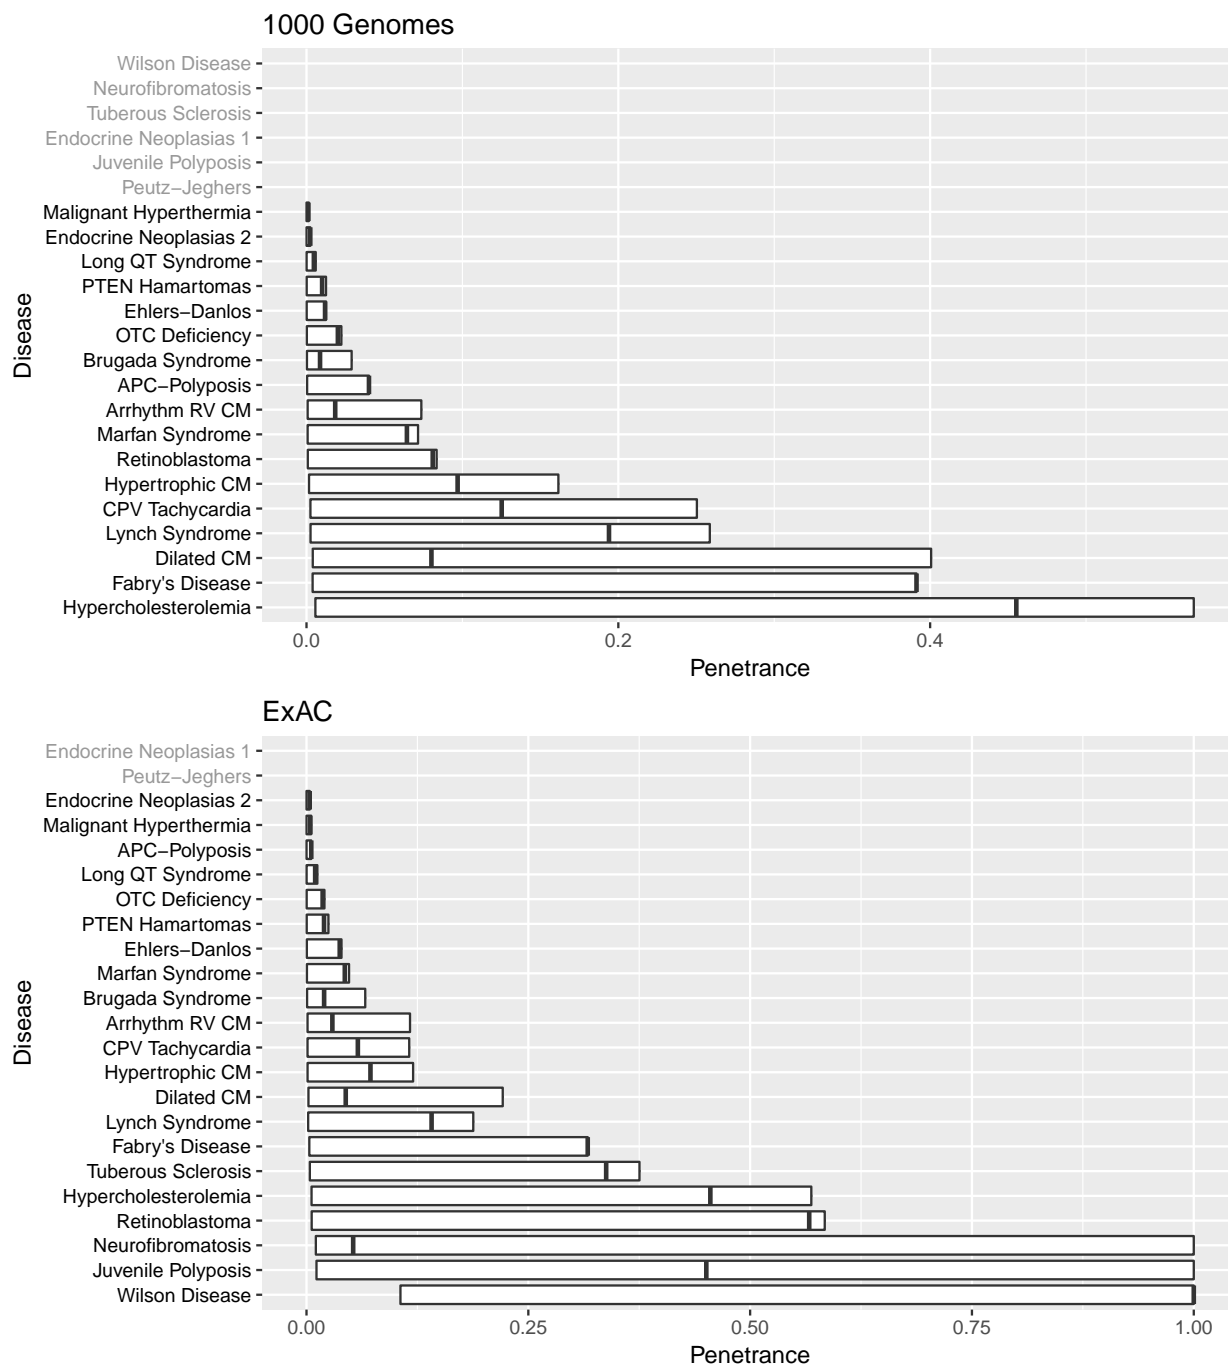 1000 Genomes
Wilson Disease
Neurofibromatosis
Tuberous Sclerosis
Endocrine Neoplasias 1
Juvenile Polyposis
Peutz−Jeghers
Malignant Hyperthermia
Endocrine Neoplasias 2
Long QT Syndrome
PTEN Hamartomas
Ehlers−Danlos
OTC Deficiency
Brugada Syndrome
APC−Polyposis
Arrhythm RV CM
Marfan Syndrome
Retinoblastoma
Hypertrophic CM
CPV Tachycardia
Lynch Syndrome
Dilated CM
Fabry's Disease
Hypercholesterolemia
Disease
0.0 0.2 0.4
Penetrance
ExAC
Endocrine Neoplasias 1
Peutz−Jeghers
Endocrine Neoplasias 2
Malignant Hyperthermia
APC−Polyposis
Long QT Syndrome
OTC Deficiency
PTEN Hamartomas
Ehlers−Danlos
Marfan Syndrome
Brugada Syndrome
Arrhythm RV CM
CPV Tachycardia
Hypertrophic CM
Dilated CM
Lynch Syndrome
Fabry's Disease
Tuberous Sclerosis
Hypercholesterolemia
Retinoblastoma
Neurofibromatosis
Juvenile Polyposis
Wilson Disease
Disease
0.00 0.25 0.50 0.75 1.00
Penetrance